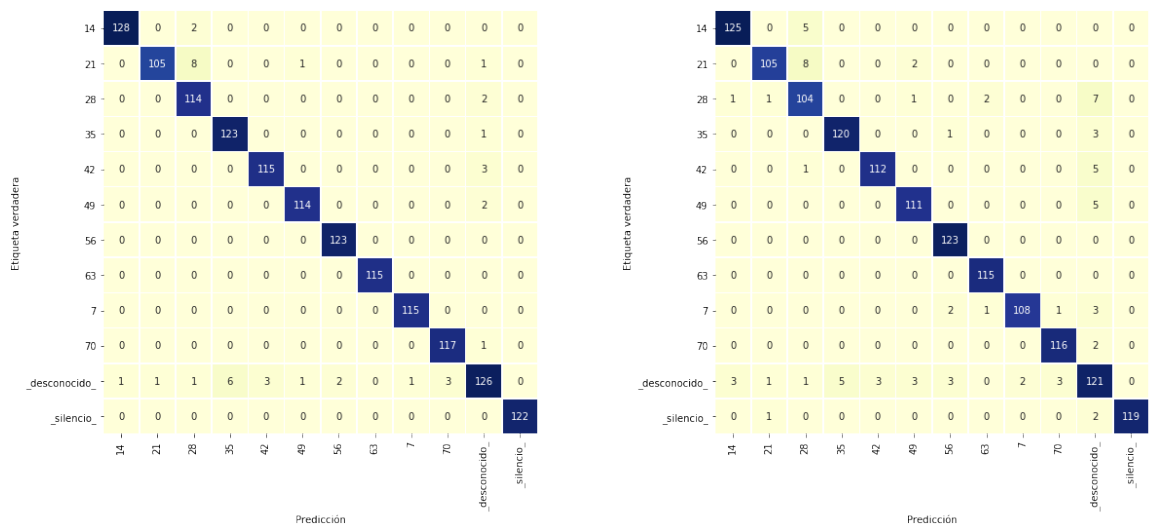 14 128 0 2 0 0 0 0 0 0 0 0 0
21 0 105 8 0 0 1 0 0 0 0 1 0
28 0 0 114 0 0 0 0 0 0 0 2 0
35 0 0 0 123 0 0 0 0 0 0 1 0
42 0 0 0 0 115 0 0 0 0 0 3 0
49 0 0 0 0 0 114 0 0 0 0 2 0
56 0 0 0 0 0 0 123 0 0 0 0 0
63 0 0 0 0 0 0 0 115 0 0 0 0
7 0 0 0 0 0 0 0 0 115 0 0 0
70 0 0 0 0 0 0 0 0 0 117 1 0
_desconocido_ 1 1 1 6 3 1 2 0 1 3 126 0
_silencio_ 0 0 0 0 0 0 0 0 0 0 0 122
14 21 28 35 42 49 56 63 7 70 _desconocido_ _silencio_
Etiqueta verdadera
Predicción
14 125 0 5 0 0 0 0 0 0 0 0 0
21 0 105 8 0 0 2 0 0 0 0 0 0
28 1 1 104 0 0 1 0 2 0 0 7 0
35 0 0 0 120 0 0 1 0 0 0 3 0
42 0 0 1 0 112 0 0 0 0 0 5 0
49 0 0 0 0 0 111 0 0 0 0 5 0
56 0 0 0 0 0 0 123 0 0 0 0 0
63 0 0 0 0 0 0 0 115 0 0 0 0
7 0 0 0 0 0 0 2 1 108 1 3 0
70 0 0 0 0 0 0 0 0 0 116 2 0
_desconocido_ 3 1 1 5 3 3 3 0 2 3 121 0
_silencio_ 0 1 0 0 0 0 0 0 0 0 2 119
14 21 28 35 42 49 56 63 7 70 _desconocido_ _silencio_
Etiqueta verdadera
Predicción